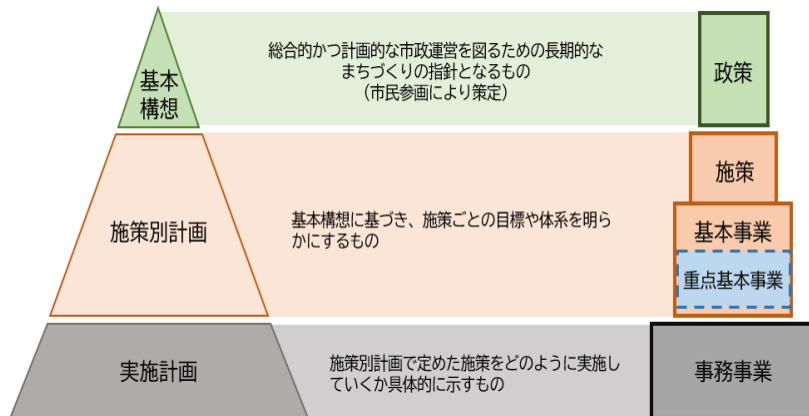 基本
構想
総合的かつ計画的な市政運営を図るための長期的な
まちづくりの指針となるもの
（市民参画により策定）
政策
施策別計画
基本構想に基づき、施策ごとの目標や体系を明ら
かにするもの
施策
基本事業
重点基本事業
実施計画
施策別計画で定めた施策をどのように実施し
ていくか具体的に示すもの
事務事業